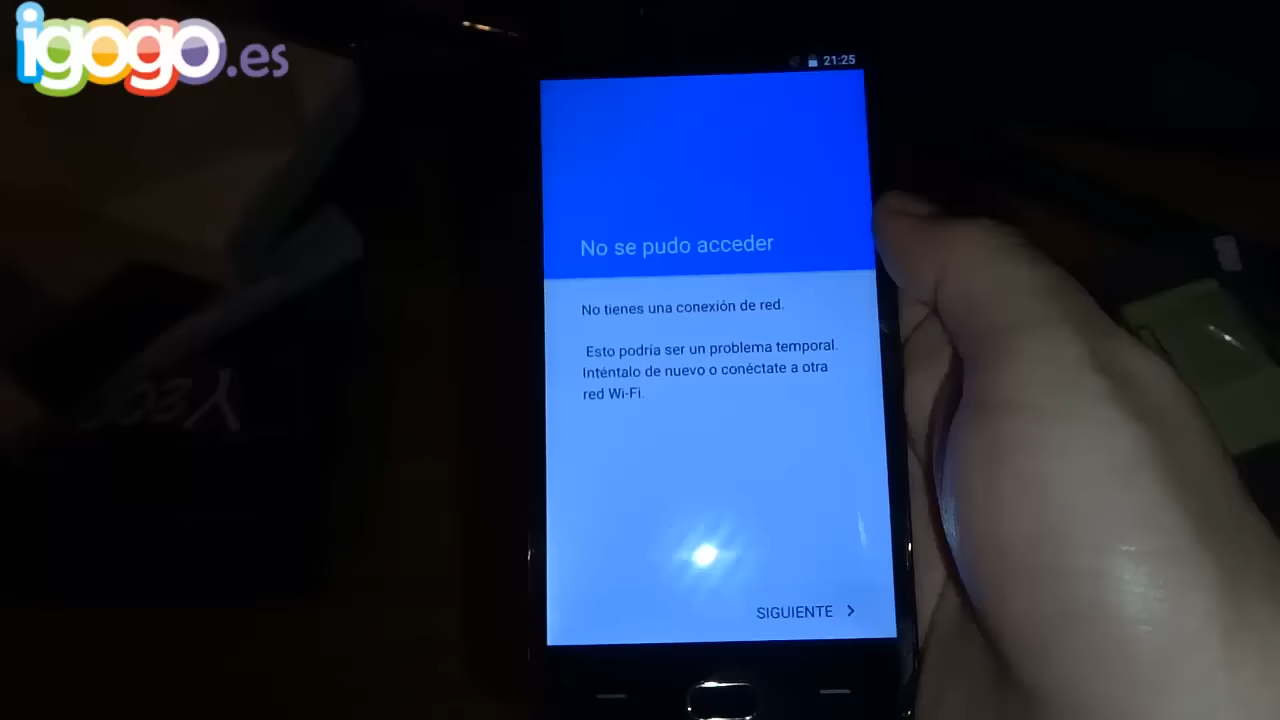 igogo.es
21:25
No se pudo acceder
No tienes una conexión de red.
Esto podría ser un problema temporal.
Inténtalo de nuevo o conéctate a otra
red Wi-Fi.
SIGUIENTE